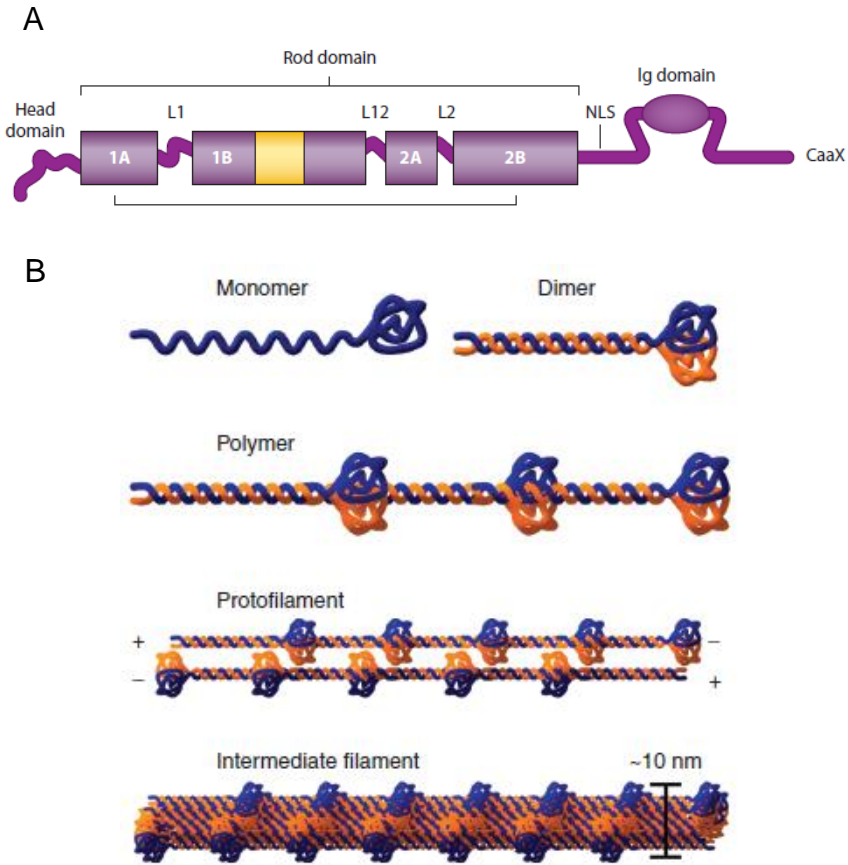 A
Rod domain
Ig domain
Head
domain
L1
L12
L2
NLS
1A
1B
2A
2B
CaaX
B
Monomer
Dimer
Polymer
Protofilament
+
−
−
+
Intermediate filament
~10 nm